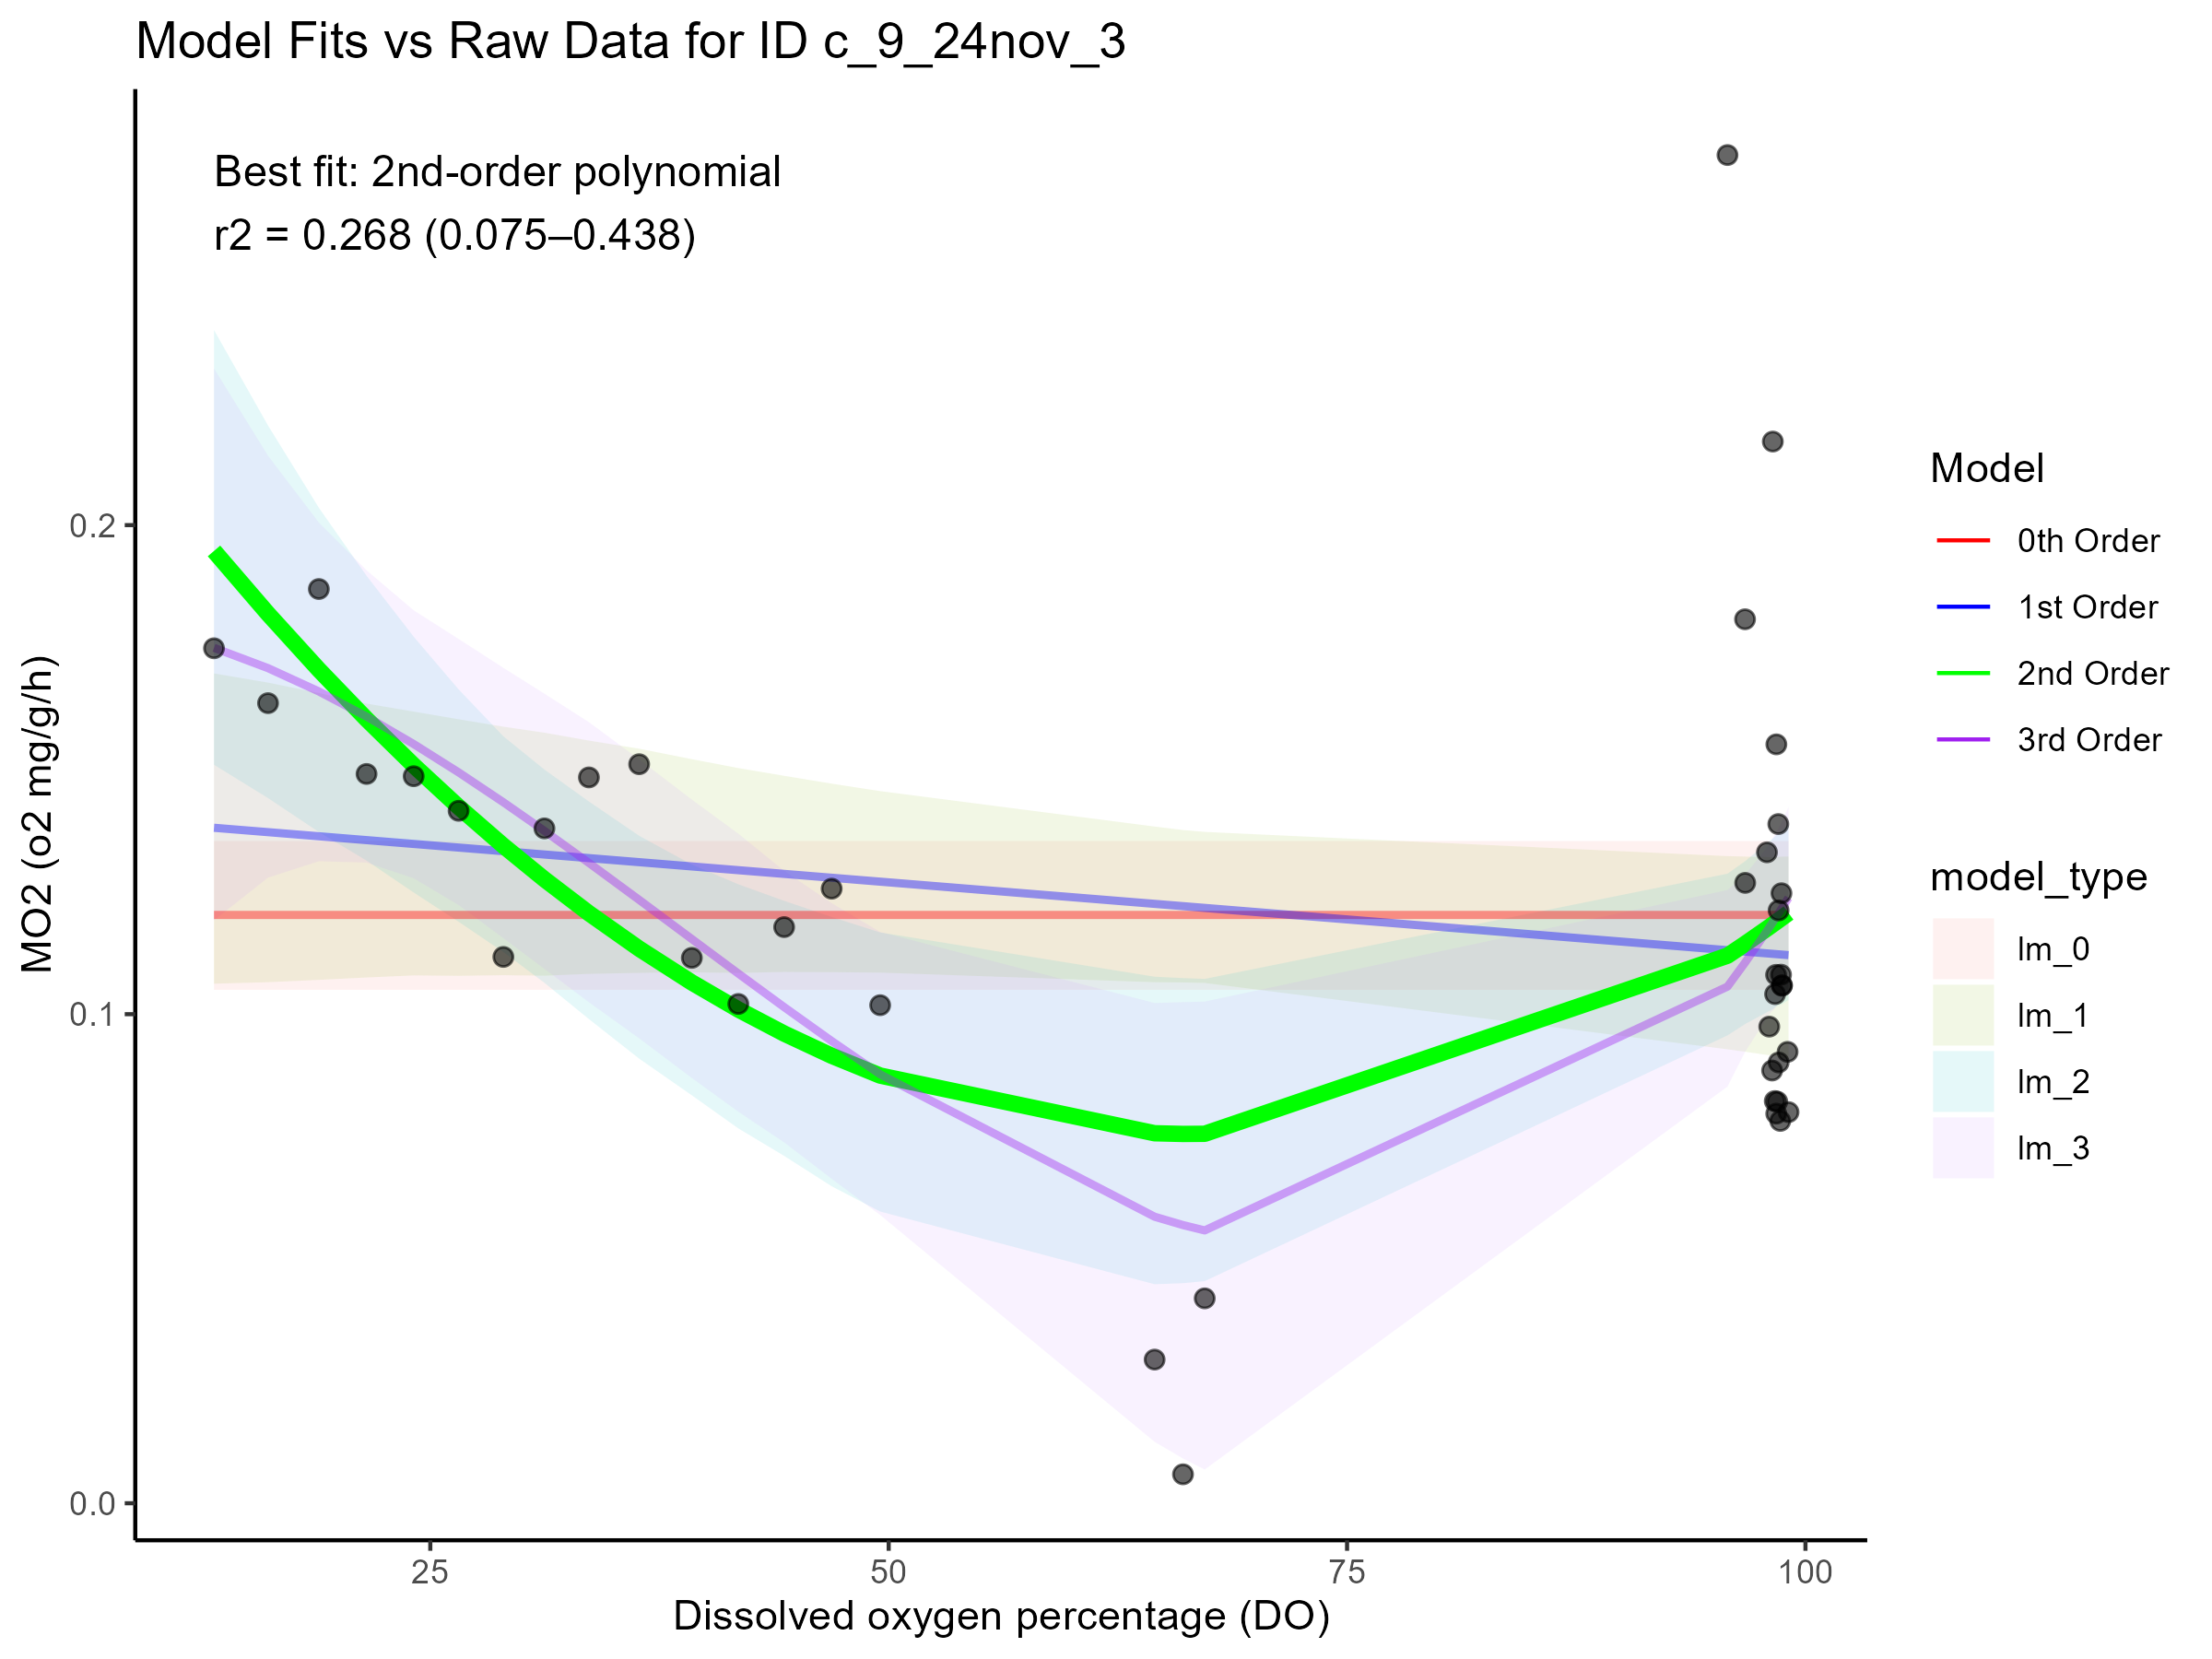 Model Fits vs Raw Data for ID c_9_24nov_3
Best fit: 2nd-order polynomial
r2 = 0.268 (0.075–0.438)
MO2 (o2 mg/g/h)
0.2
0.1
0.0
25
50
75
100
Dissolved oxygen percentage (DO)
Model
0th Order
1st Order
2nd Order
3rd Order
model_type
lm_0
lm_1
lm_2
lm_3